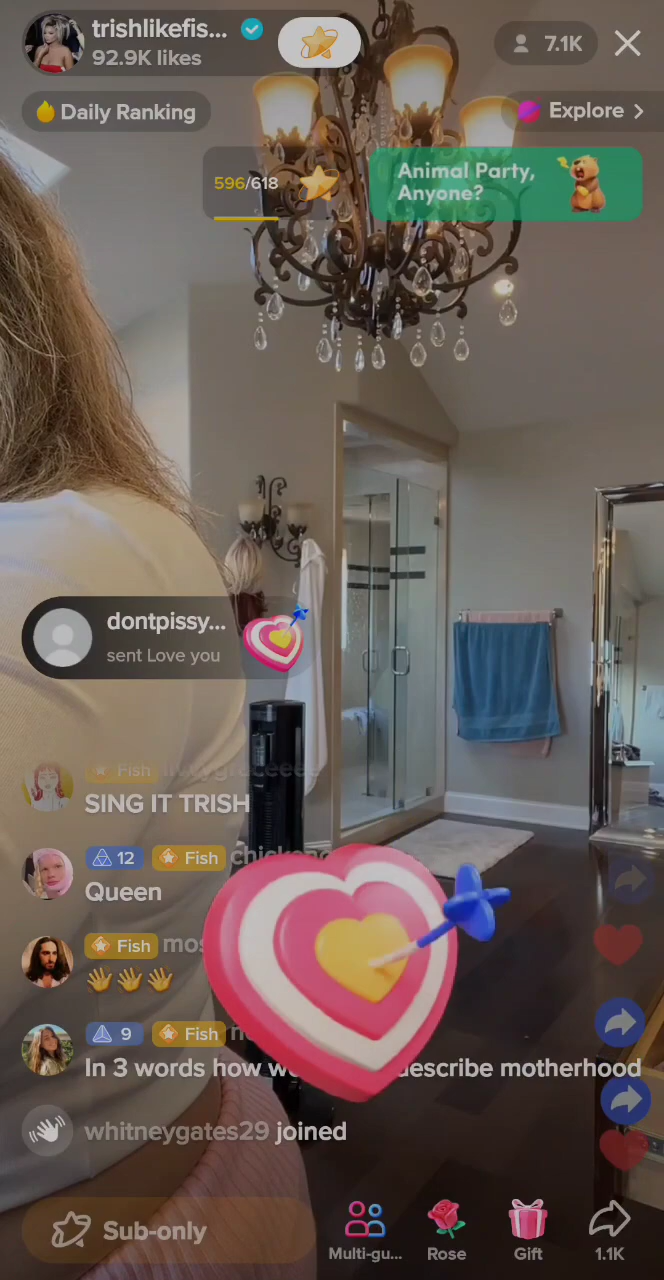 trishlikefis...
92.9K likes
7.1K
Daily Ranking
Explore
596/618
Animal Party,
Anyone?
dontpissy...
sent Love you
Fish
SING IT TRISH
12 Fish
Queen
Fish mos
9 Fish
In 3 words how describe motherhood
whitneygates29 joined
Sub-only
Multi-gu...
Rose
Gift
1.1K